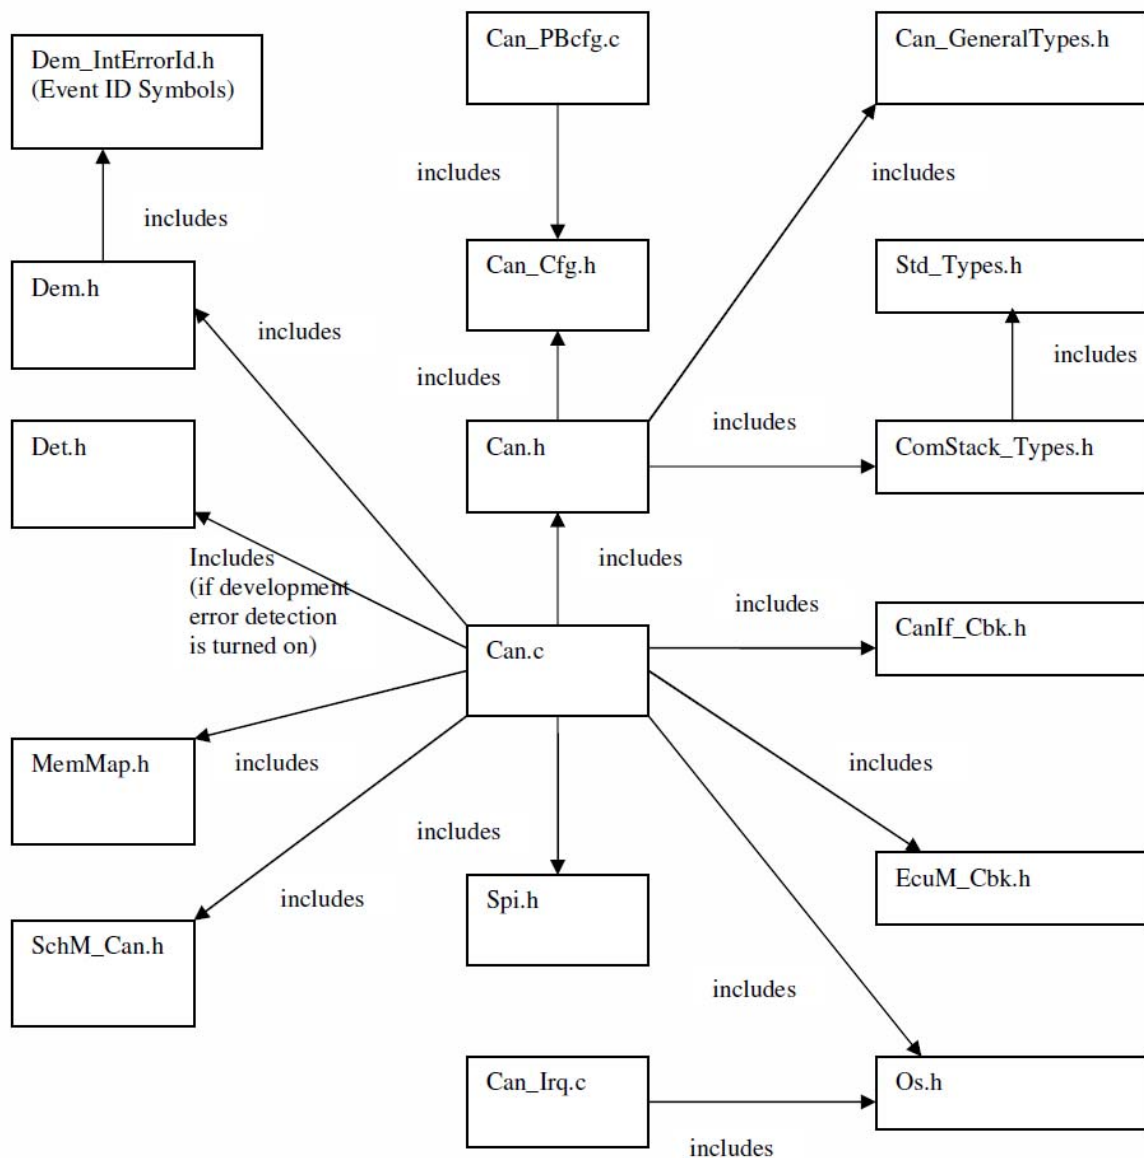 Can_PBcfg.c
Can_GeneralTypes.h
Dem_IntErrorId.h
(Event ID Symbols)
includes
includes
includes
Can_Cfg.h
Std_Types.h
Dem.h
includes
includes
includes
Det.h
Can.h
includes
ComStack_Types.h
Includes
(if development
error detection
is turned on)
includes
includes
CanIf_Cbk.h
Can.c
MemMap.h
includes
includes
includes
EcuM_Cbk.h
Spi.h
includes
SchM_Can.h
includes
Can_Irq.c
Os.h
includes